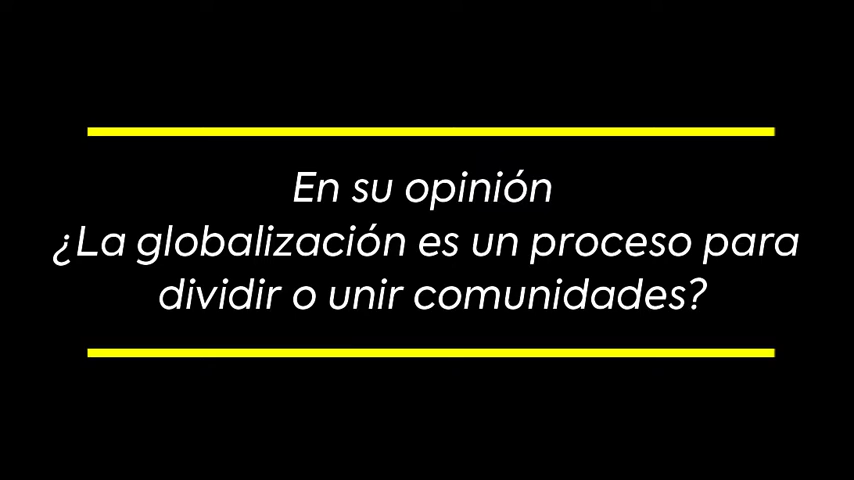 En su opinión
¿La globalización es un proceso para
dividir o unir comunidades?